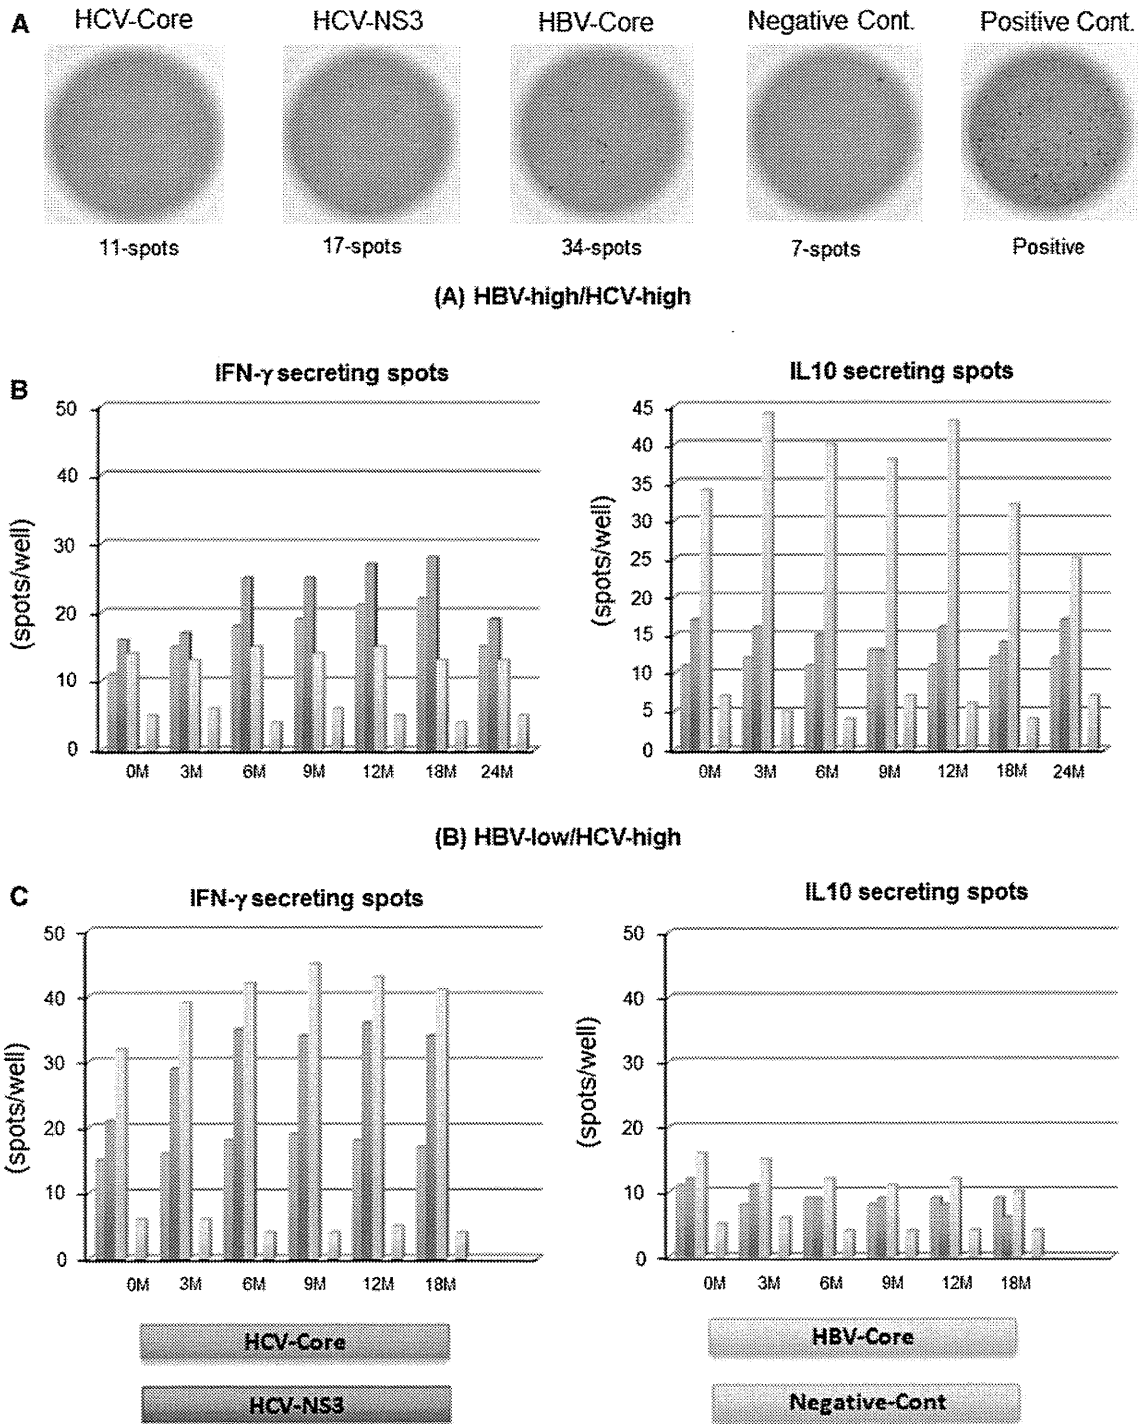 A HCV-Core HCV-NS3 HBV-Core Negative Cont. Positive Cont.
11-spots 17-spots 34-spots 7-spots Positive
(A) HBV-high/HCV-high
B
IFN-γ secreting spots
(spots/well)
50
40
30
20
10
0
0M 3M 6M 9M 12M 18M 24M
IL10 secreting spots
(spots/well)
45
40
35
30
25
20
15
10
5
0
0M 3M 6M 9M 12M 18M 24M
(B) HBV-low/HCV-high
C
IFN-γ secreting spots
(spots/well)
50
40
30
20
10
0
0M 3M 6M 9M 12M 18M
IL10 secreting spots
(spots/well)
50
40
30
20
10
0
0M 3M 6M 9M 12M 18M
HCV-Core
HCV-NS3
HBV-Core
Negative-Cont